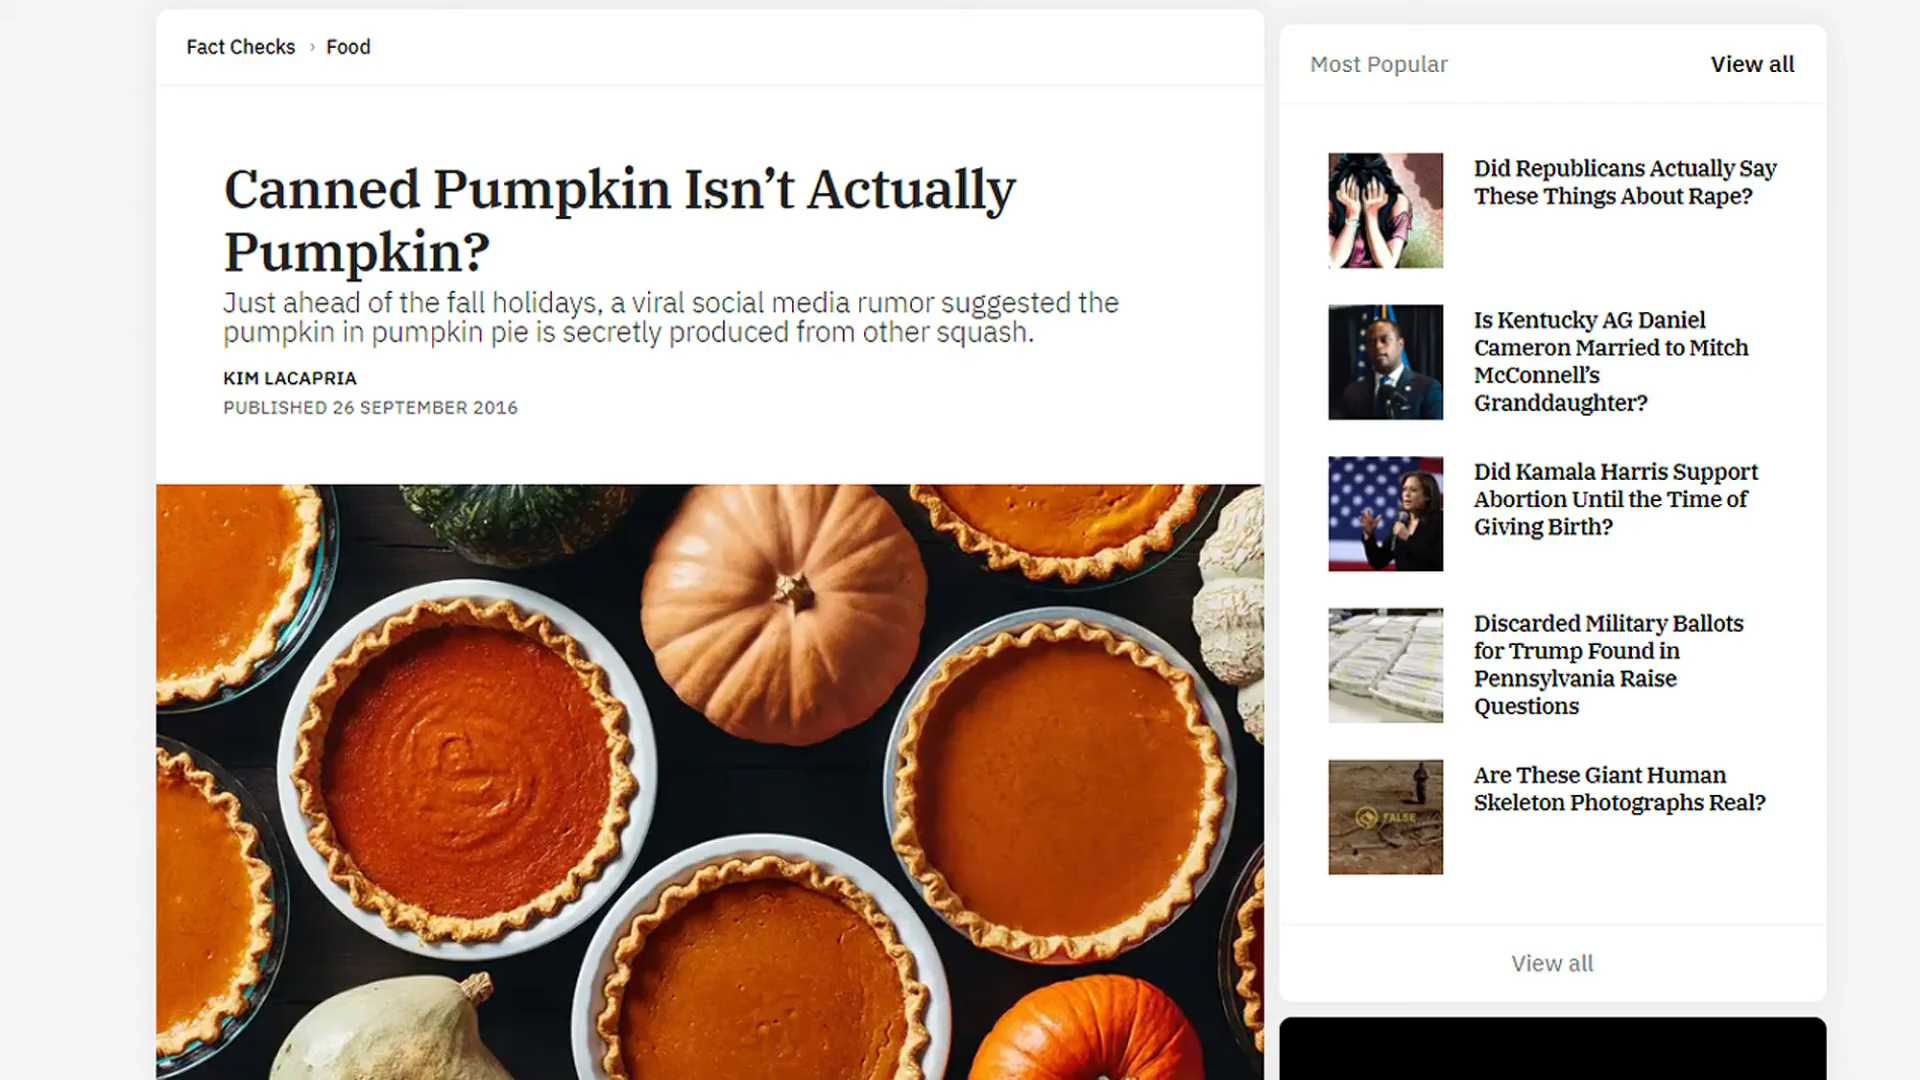 Fact Checks › Food
Canned Pumpkin Isn’t Actually
Pumpkin?
Just ahead of the fall holidays, a viral social media rumor suggested the
pumpkin in pumpkin pie is secretly produced from other squash.
KIM LACAPRIA
PUBLISHED 26 SEPTEMBER 2016
Most Popular
View all
Did Republicans Actually Say
These Things About Rape?
Is Kentucky AG Daniel
Cameron Married to Mitch
McConnell’s
Granddaughter?
Did Kamala Harris Support
Abortion Until the Time of
Giving Birth?
Discarded Military Ballots
for Trump Found in
Pennsylvania Raise
Questions
FALSE
Are These Giant Human
Skeleton Photographs Real?
View all